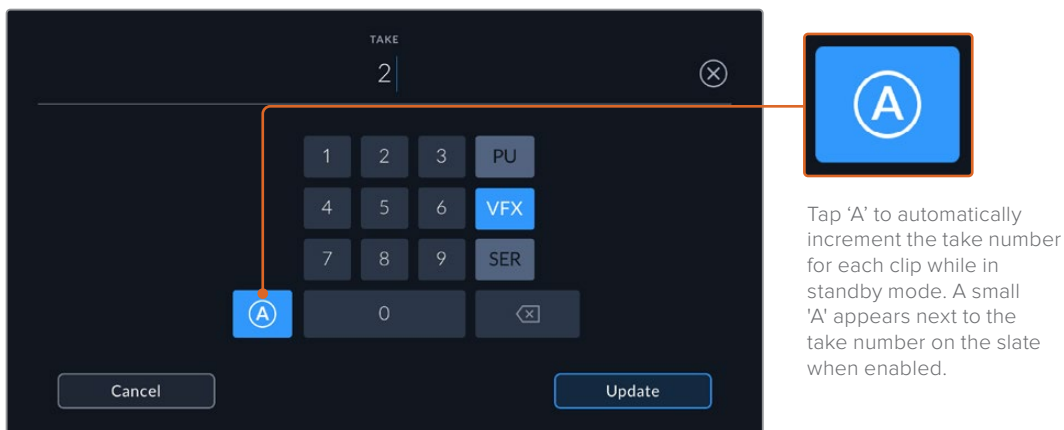 TAKE
2
1 2 3 PU
4 5 6 VFX
7 8 9 SER
A 0
Cancel Update
A
Tap ‘A’ to automatically
increment the take number
for each clip while in
standby mode. A small
'A' appears next to the
take number on the slate
when enabled.